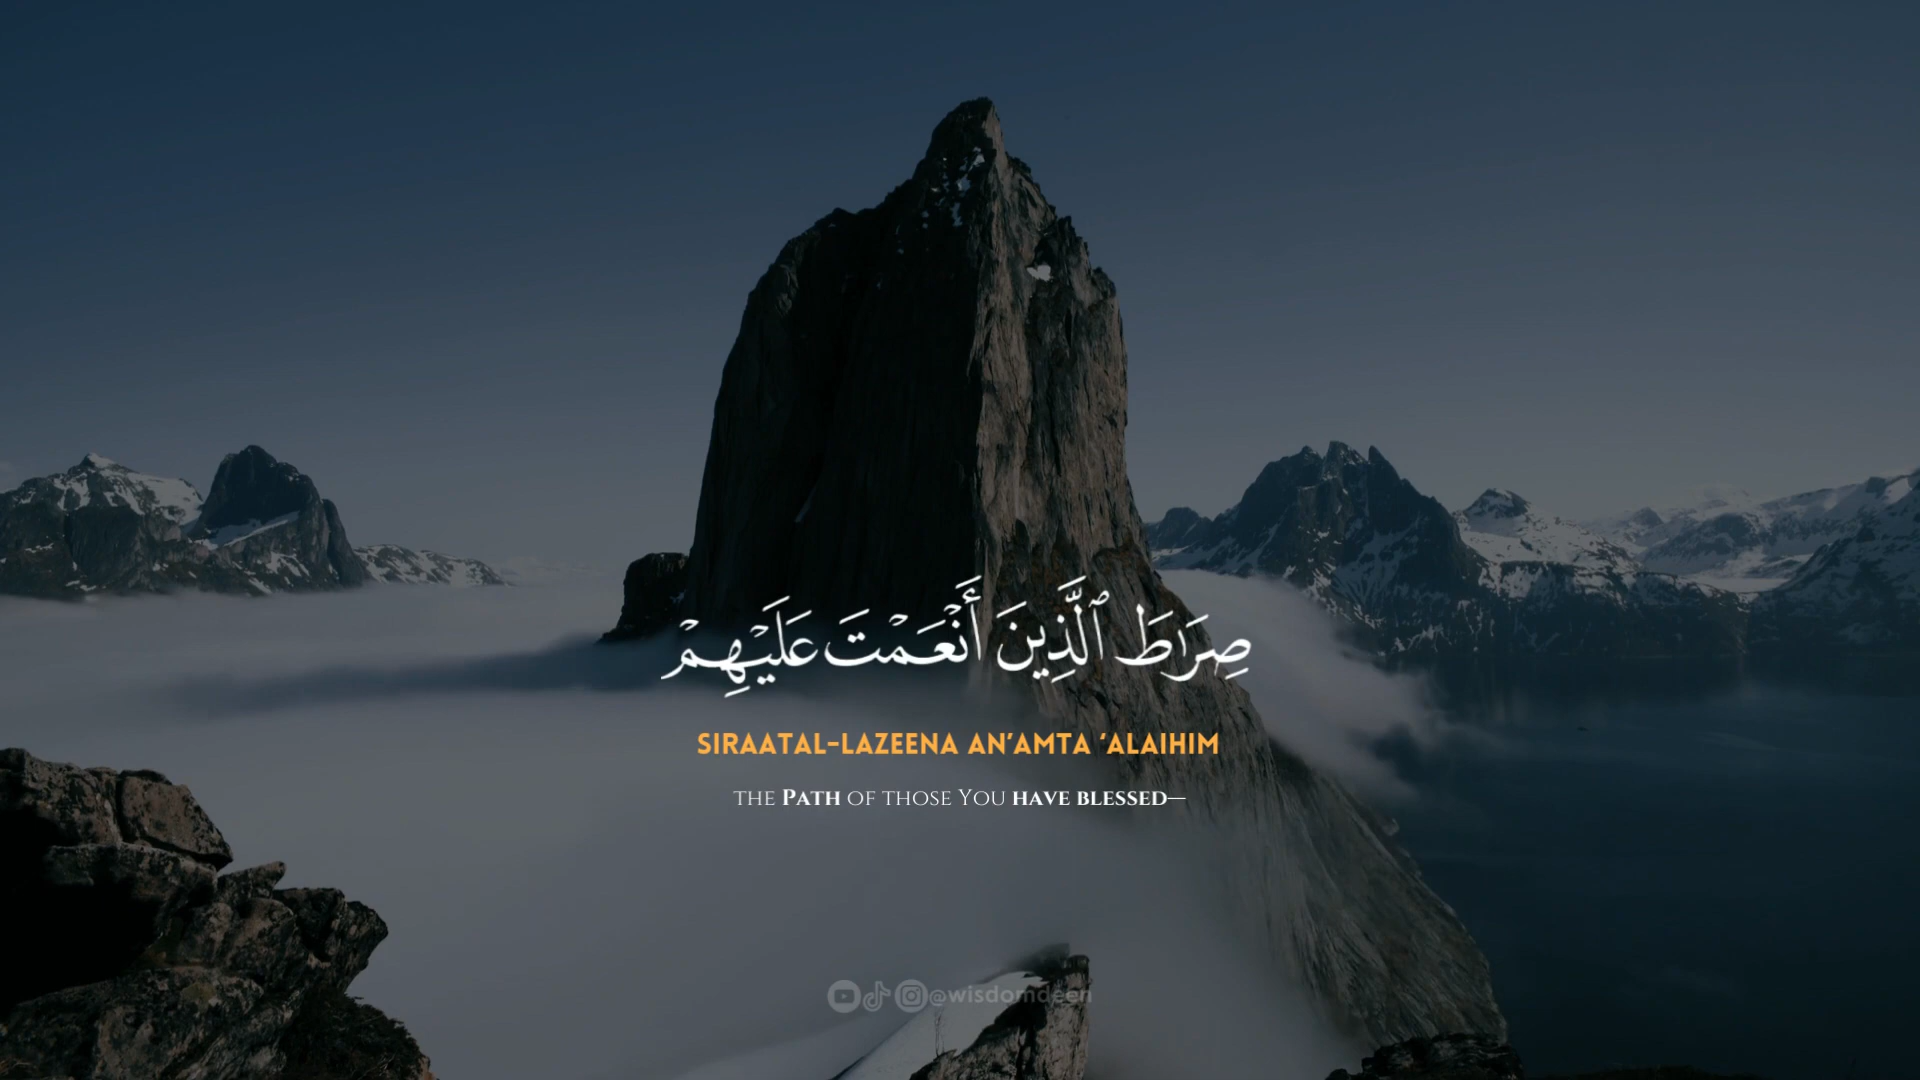 صِرَٰطَ ٱلَّذِينَ أَنْعَمْتَ عَلَيْهِمْ
SIRAATAL-LAZEENA AN’AMTA ‘ALAIHIM
THE PATH OF THOSE YOU HAVE BLESSED—
@wisdomdeen